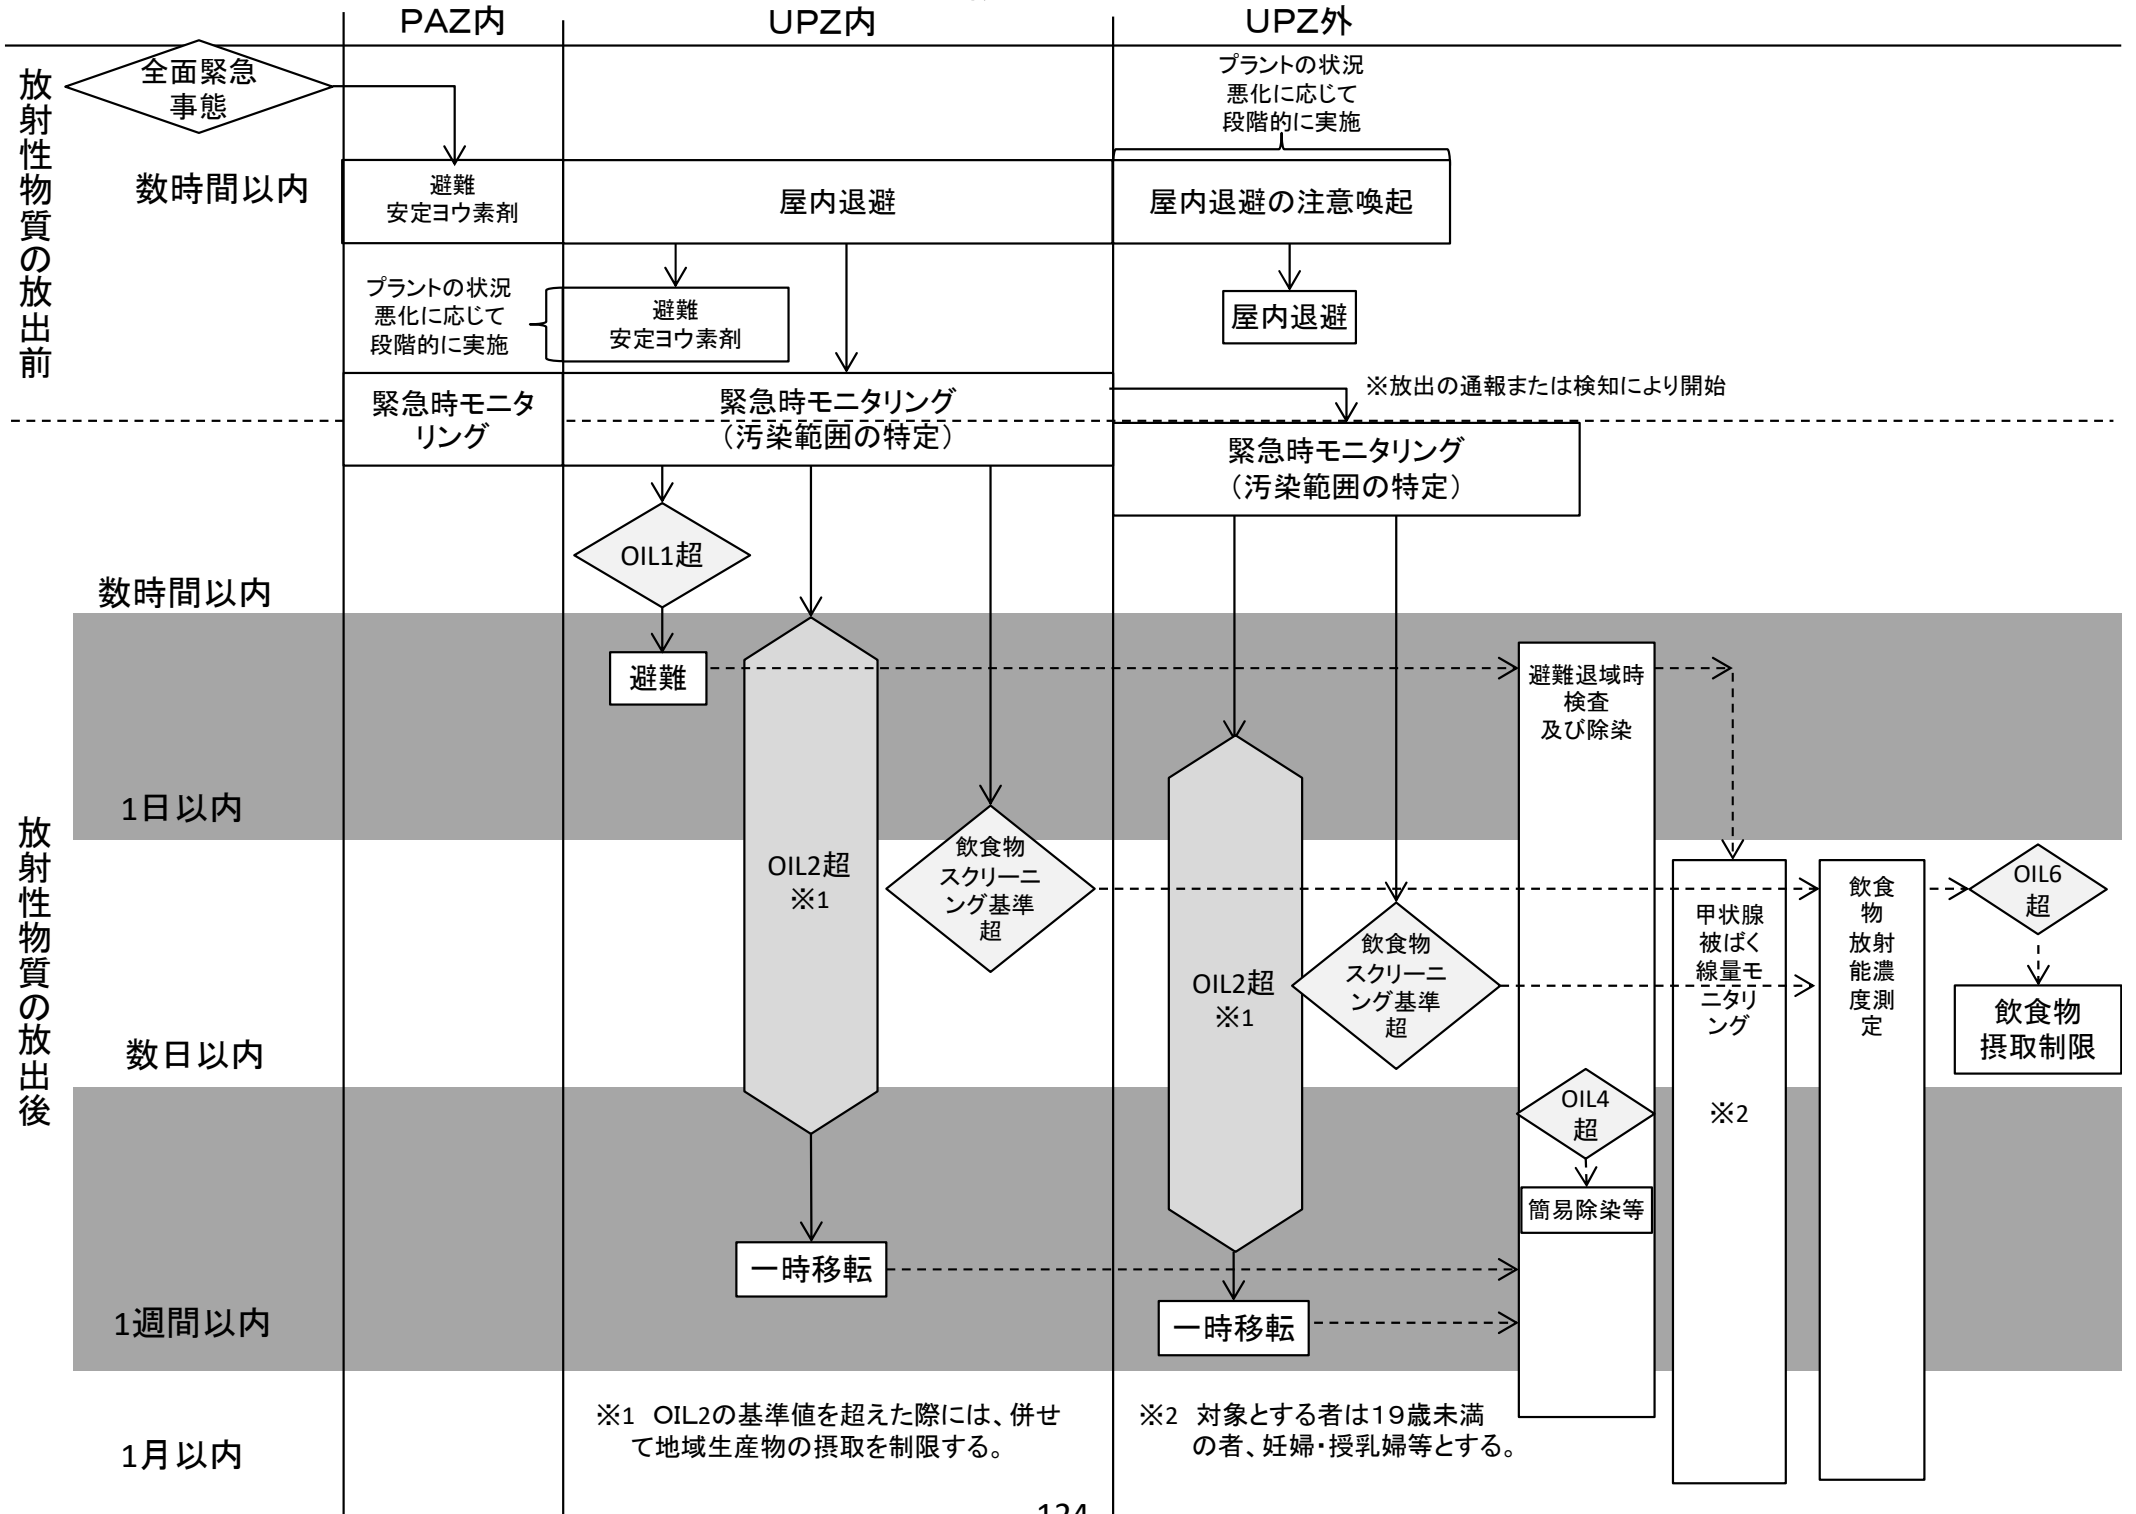 PAZ内
UPZ内
UPZ外
放射性物質の放出前
全面緊急
事態
プラントの状況
悪化に応じて
段階的に実施
数時間以内
避難
安定ヨウ素剤
屋内退避
屋内退避の注意喚起
プラントの状況
悪化に応じて
段階的に実施
避難
安定ヨウ素剤
屋内退避
緊急時モニタ
リング
緊急時モニタリング
（汚染範囲の特定）
※放出の通報または検知により開始
緊急時モニタリング
（汚染範囲の特定）
放射性物質の放出後
OIL1超
数時間以内
避難
避難退域時
検査
及び除染
1日以内
OIL2超
※1
飲食物
スクリーニ
ング基準
超
OIL2超
※1
飲食物
スクリーニ
ング基準
超
甲状腺
被ばく
線量モ
ニタリ
ング
※2
飲食
物
放射
能濃
度測
定
OIL6
超
飲食物
摂取制限
数日以内
OIL4
超
簡易除染等
一時移転
一時移転
1週間以内
※1 OIL2の基準値を超えた際には、併せ
て地域生産物の摂取を制限する。
※2 対象とする者は１９歳未満
の者、妊婦・授乳婦等とする。
1月以内
124